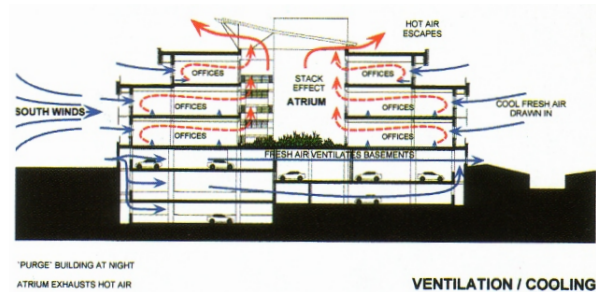 HOT AIR
ESCAPES
OFFICES
OFFICES
STACK
EFFECT
ATRIUM
OFFICES
OFFICES
SOUTH WINDS
COOL FRESH AIR
DRAWN IN
OFFICES
OFFICES
FRESH AIR VENTILATES BASEMENTS
"PURGE" BUILDING AT NIGHT
ATRIUM EXHAUSTS HOT AIR
VENTILATION / COOLING